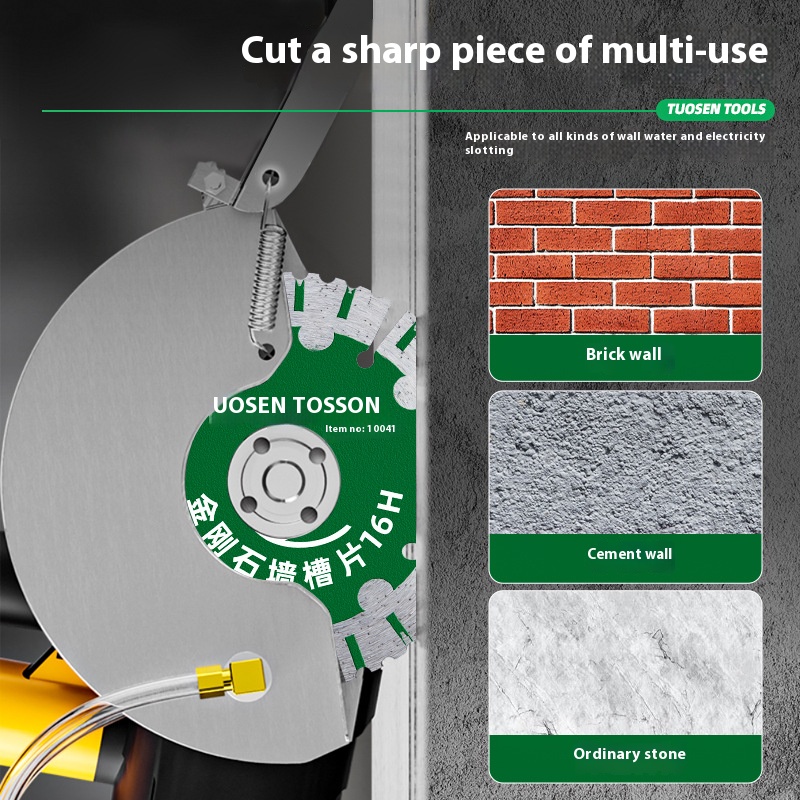 Cut a sharp piece of multi-use
TUOSEN TOOLS
Applicable to all kinds of wall water and electricity
slotting
Brick wall
UOSEN TOSSON
Item no: 10041
金刚石墙槽片16H
Cement wall
Ordinary stone